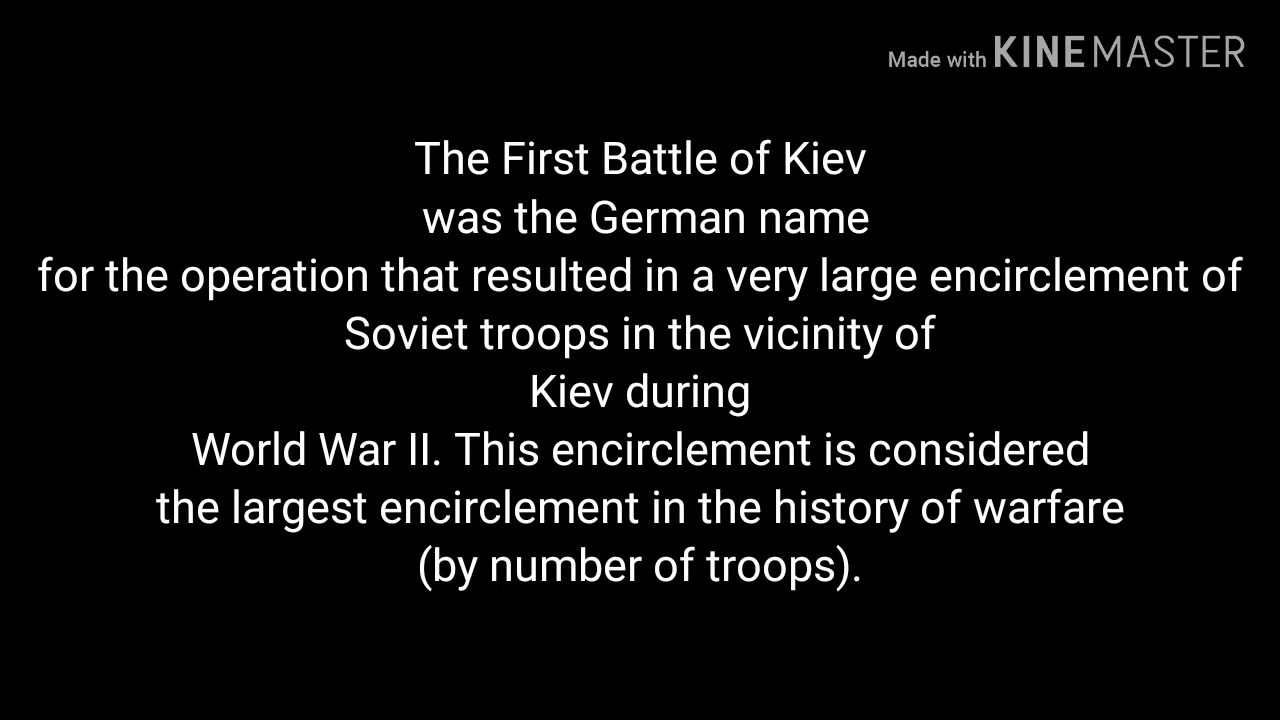 Made with KINEMASTER
The First Battle of Kiev
was the German name
for the operation that resulted in a very large encirclement of
Soviet troops in the vicinity of
Kiev during
World War II. This encirclement is considered
the largest encirclement in the history of warfare
(by number of troops).